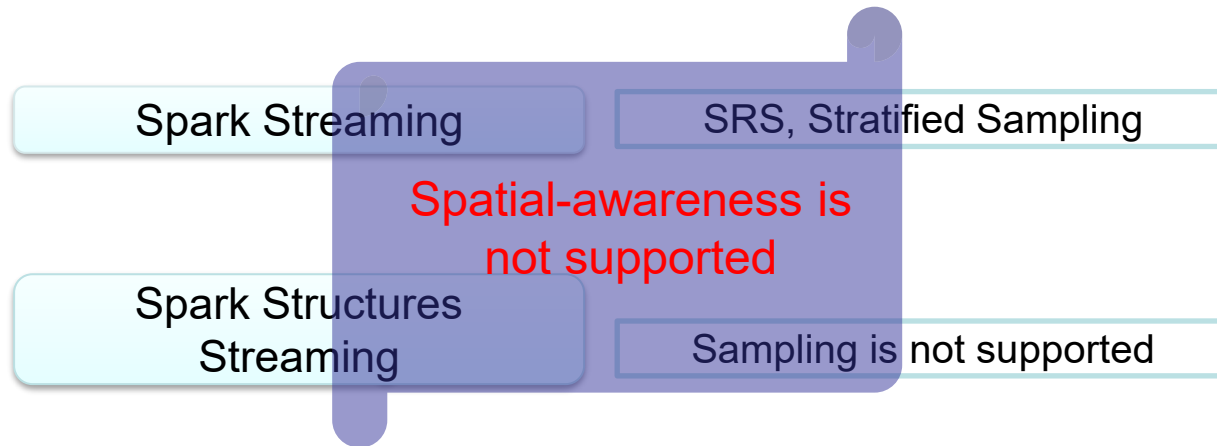 Spark Streaming
SRS, Stratified Sampling
Spatial-awareness is
not supported
Spark Structures
Streaming
Sampling is not supported